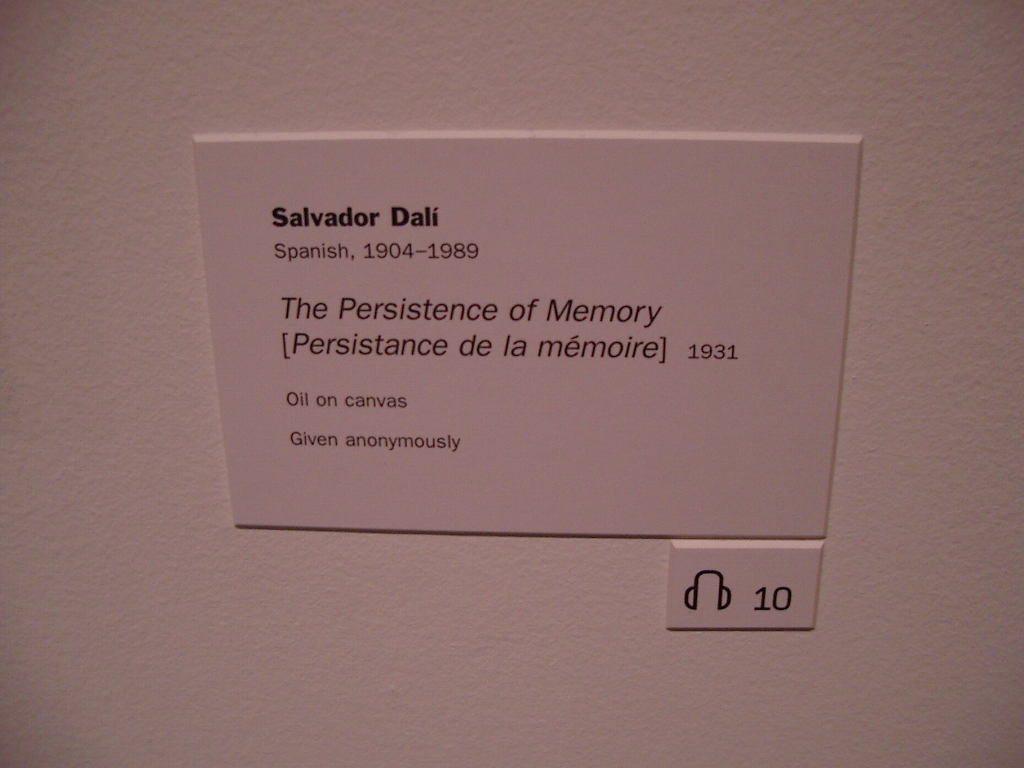 Salvador Dalí
Spanish, 1904–1989
The Persistence of Memory
[Persistance de la mémoire] 1931
Oil on canvas
Given anonymously
10